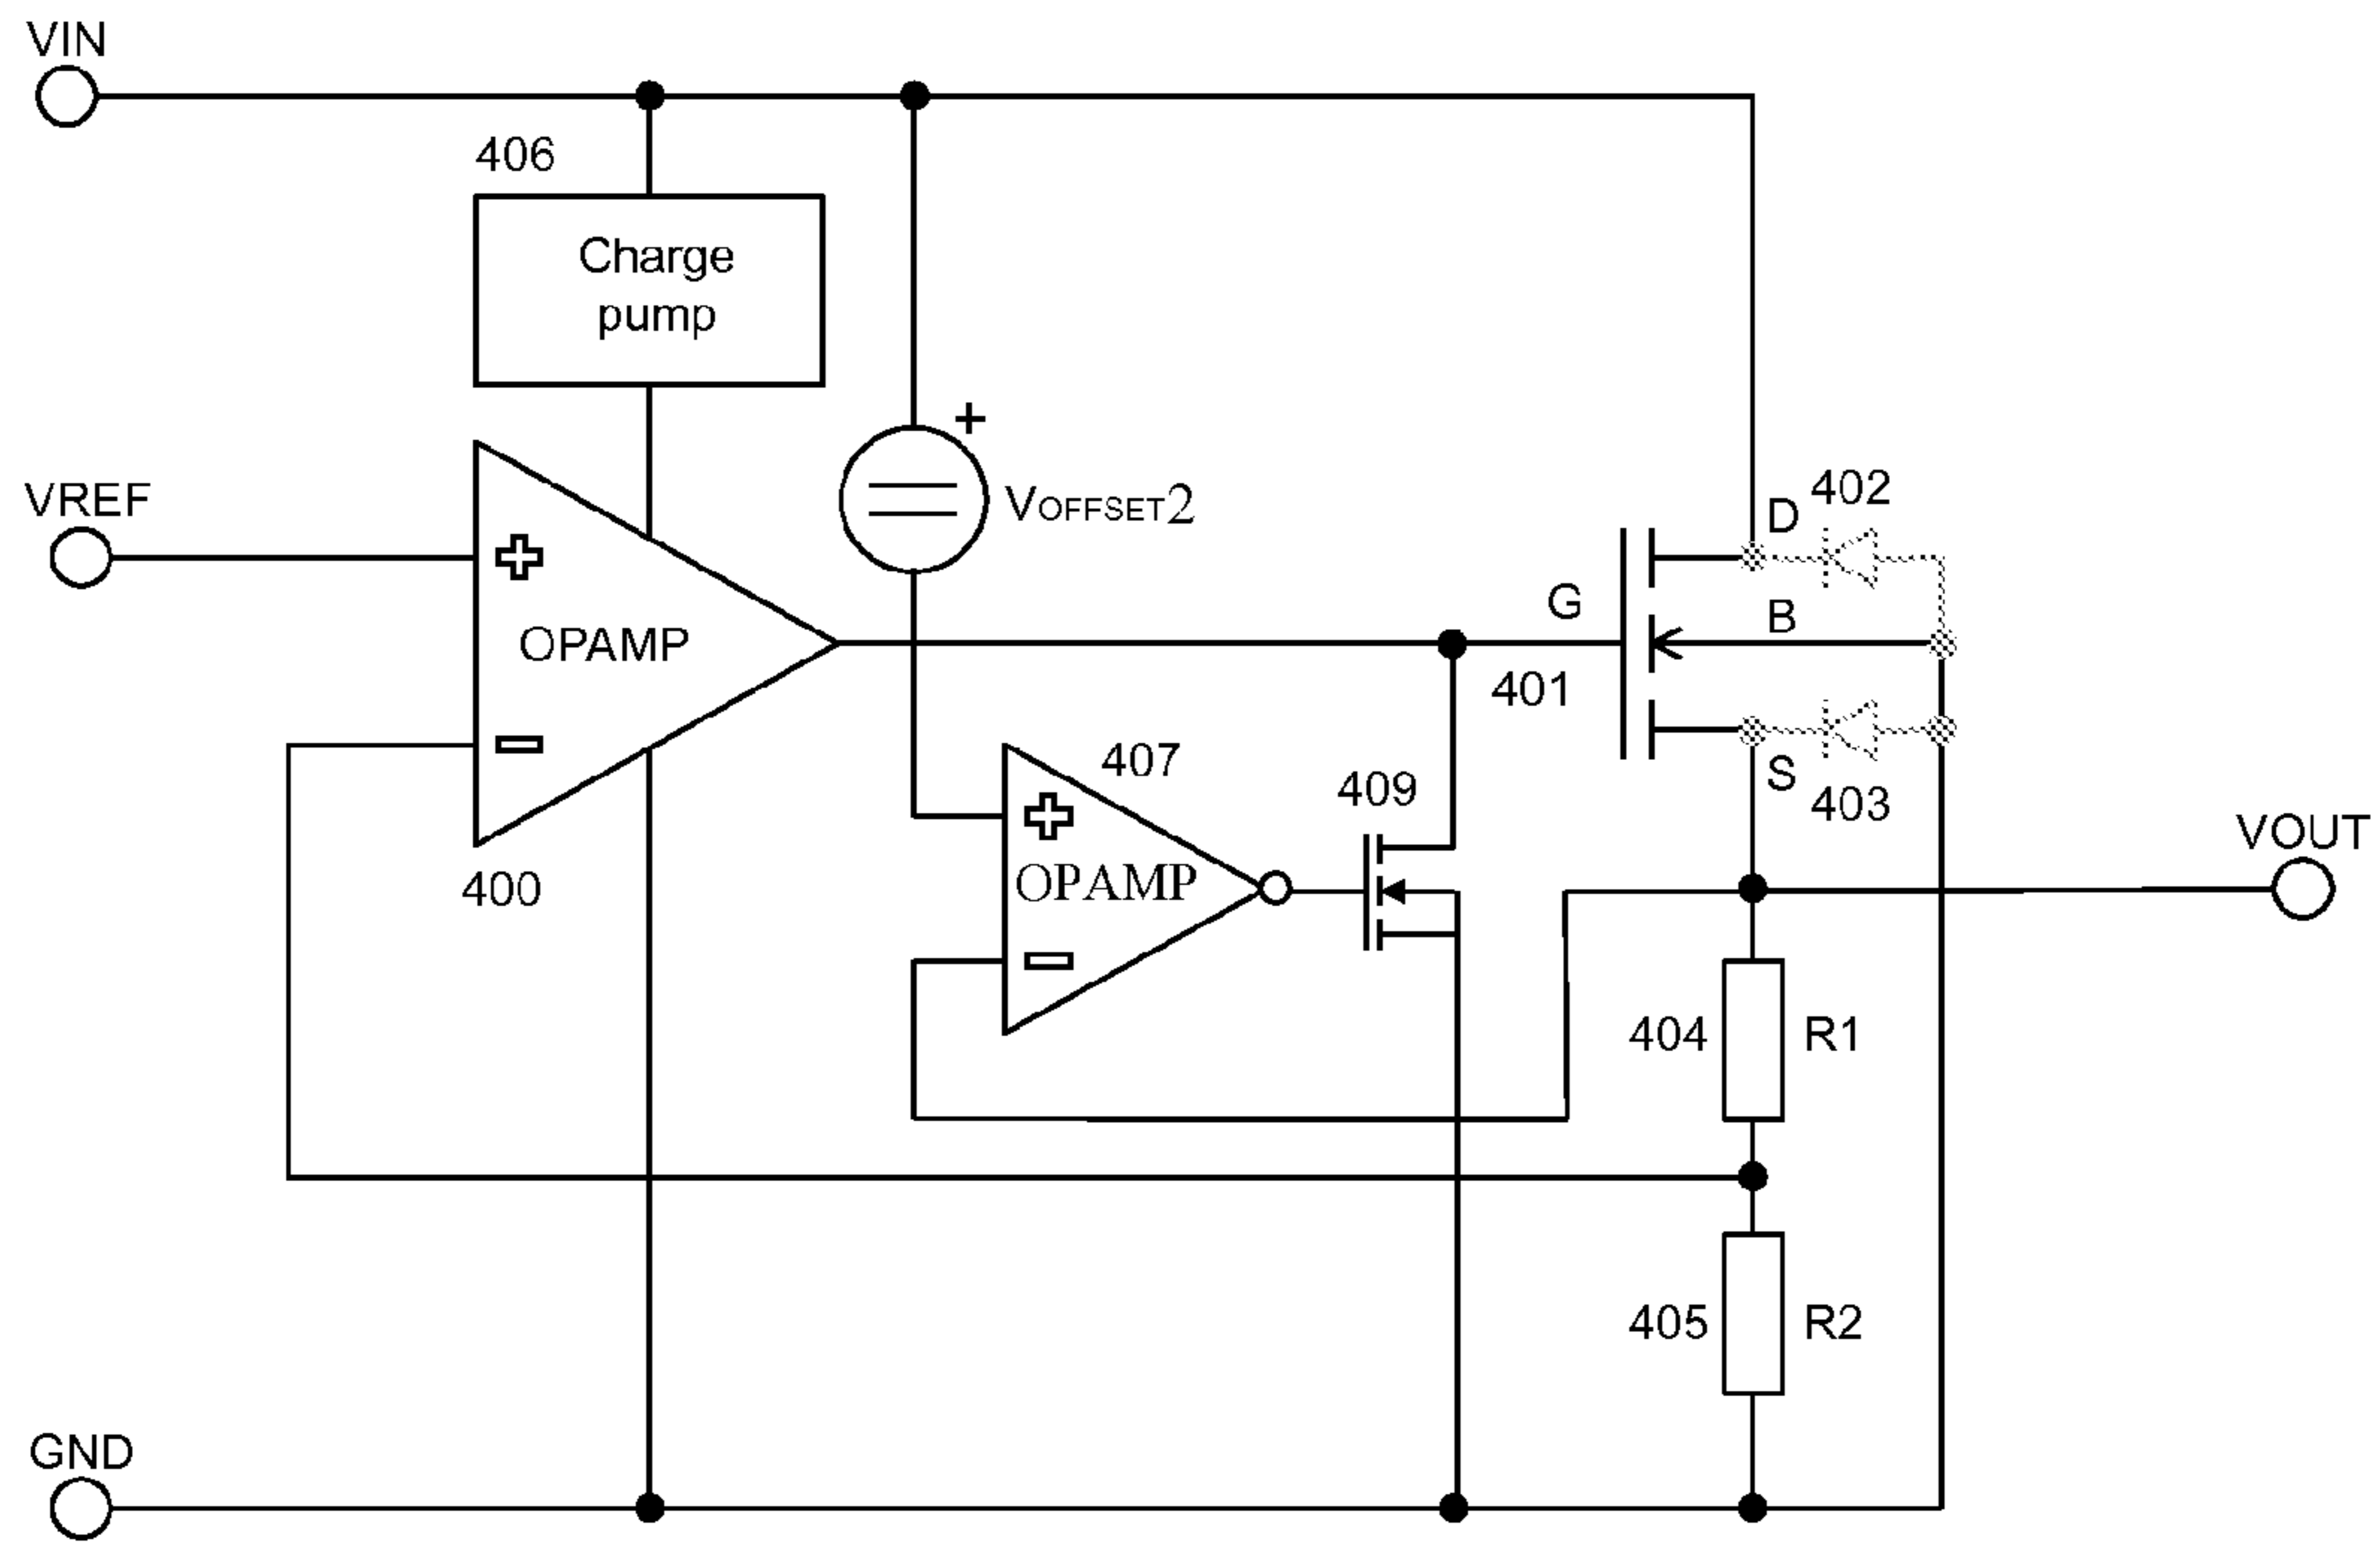 VIN
406
Charge
pump
+
VREF
VOFFSET2
OPAMP
400
402
D
G
B
401
S
403
407
409
OPAMP
VOUT
404
R1
405
R2
GND